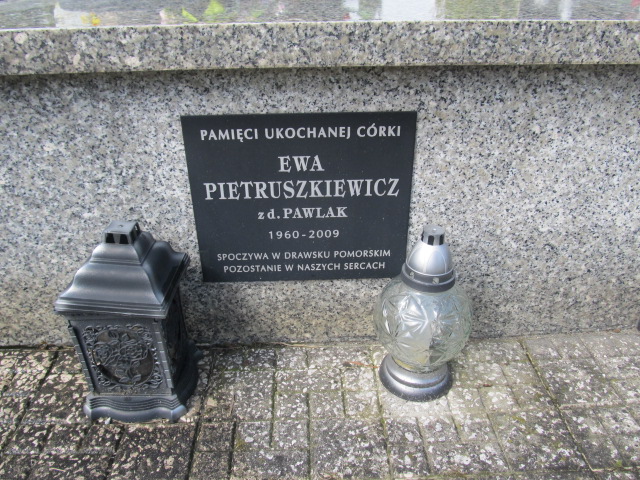 PAMIĘCI UKOCHANEJ CÓRKI
EWA
PIETRUSZKIEWICZ
z d. PAWLAK
1960-2009
SPOCZYWA W DRAWSKU POMORSKIM
POZOSTANIE W NASZYCH SERCACH